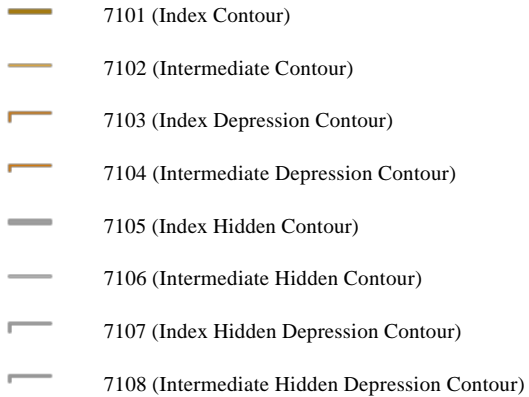 7101 (Index Contour)
7102 (Intermediate Contour)
7103 (Index Depression Contour)
7104 (Intermediate Depression Contour)
7105 (Index Hidden Contour)
7106 (Intermediate Hidden Contour)
7107 (Index Hidden Depression Contour)
7108 (Intermediate Hidden Depression Contour)